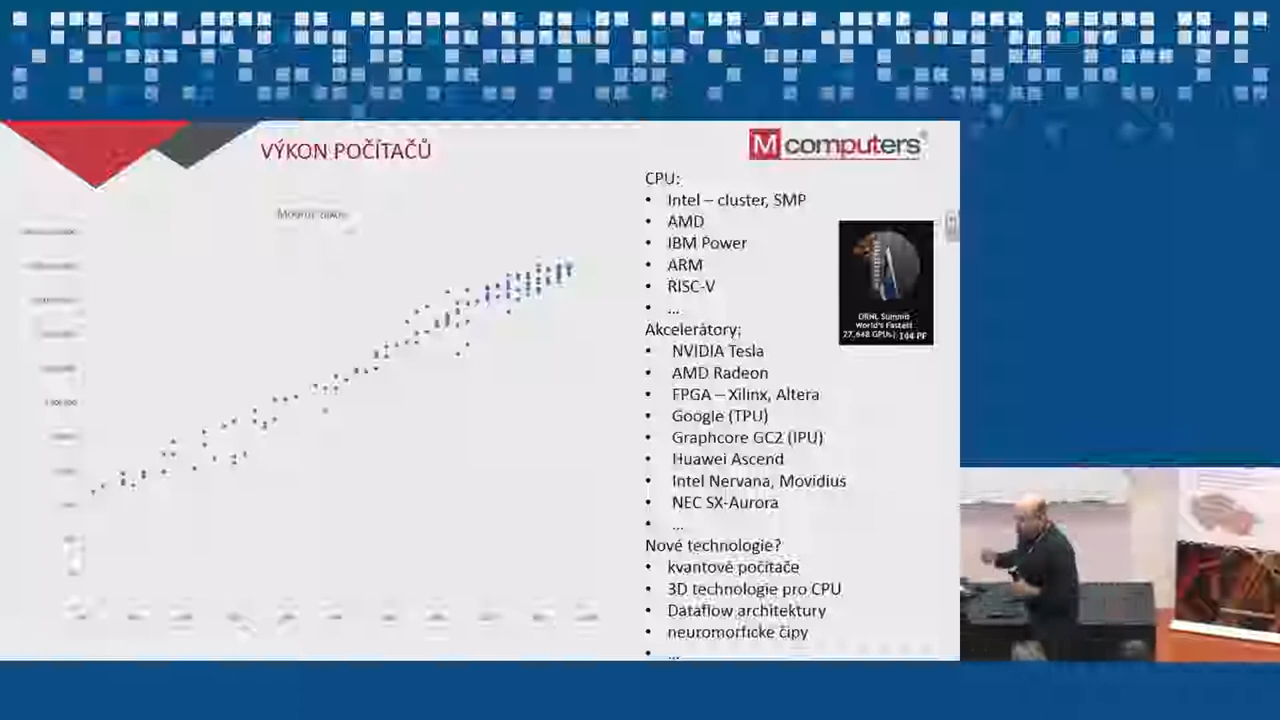 VÝKON POČÍTAČŮ
M computers®
CPU:
• Intel – cluster, SMP
• AMD
• IBM Power
• ARM
• RISC-V
• ...
ORNL Summit
World's Fastest
27,648 GPUs| 144 PF
Akcelerátory:
• NVIDIA Tesla
• AMD Radeon
• FPGA – Xilinx, Altera
• Google (TPU)
• Graphcore GC2 (IPU)
• Huawei Ascend
• Intel Nervana, Movidius
• NEC SX-Aurora
• ...
Nové technologie?
• kvantové počítače
• 3D technologie pro CPU
• Dataflow architektury
• neuromorfické čipy
• ...